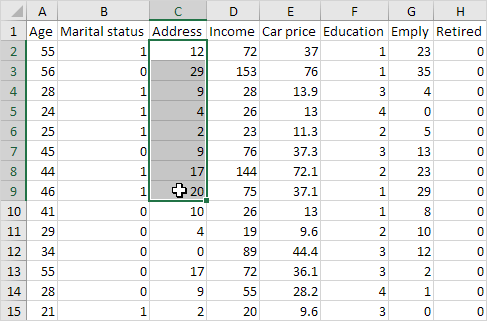 A B C D E F G H
1 Age Marital status Address Income Car price Education Emply Retired
2 55 1 12 72 37 1 23 0
3 56 0 29 153 76 1 35 0
4 28 1 9 28 13.9 3 4 0
5 24 1 4 26 13 4 0 0
6 25 1 2 23 11.3 2 5 0
7 45 0 9 76 37.3 3 13 0
8 44 1 17 144 72.1 2 23 0
9 46 1 20 75 37.1 1 29 0
10 41 0 10 26 13 1 8 0
11 29 0 4 19 9.6 2 10 0
12 34 0 0 89 44.4 3 12 0
13 55 0 17 72 36.1 3 2 0
14 28 0 9 55 28.2 4 1 0
15 21 1 2 20 9.6 3 0 0